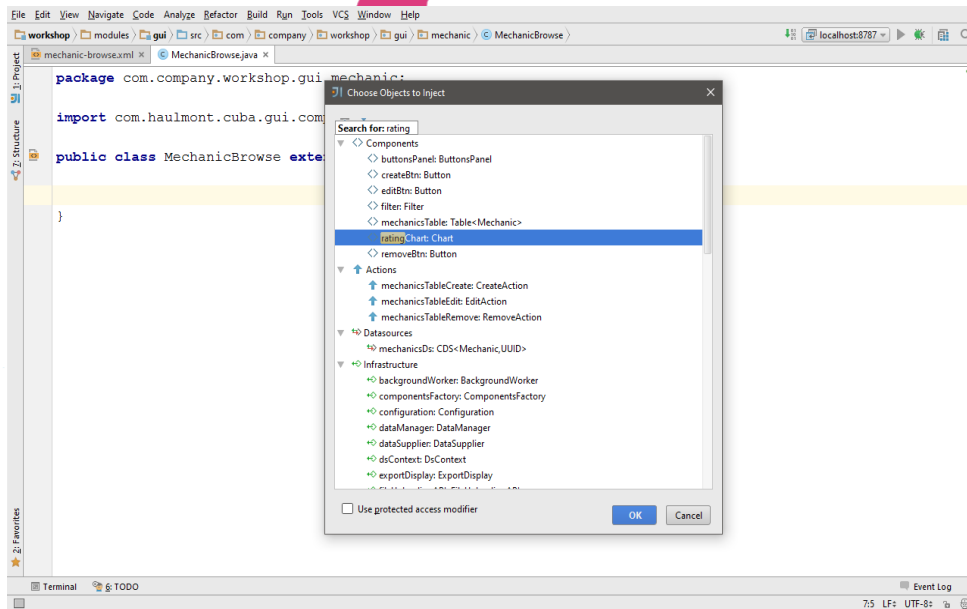 File Edit View Navigate Code Analyze Refactor Build Run Tools VCS Window Help
workshop modules gui src com company workshop gui mechanic MechanicBrowse localhost:8787
mechanic-browse.xml × MechanicBrowse.java ×
1: Project
7: Structure
2: Favorites
package com.company.workshop.gui.mechanic;
import com.haulmont.cuba.gui.com
public class MechanicBrowse exte
}
Choose Objects to Inject
Search for: rating
Components
buttonsPanel: ButtonsPanel
createBtn: Button
editBtn: Button
filter: Filter
mechanicsTable: Table<Mechanic>
ratingChart: Chart
removeBtn: Button
Actions
mechanicsTableCreate: CreateAction
mechanicsTableEdit: EditAction
mechanicsTableRemove: RemoveAction
Datasources
mechanicsDs: CDS<Mechanic,UUID>
Infrastructure
backgroundWorker: BackgroundWorker
componentsFactory: ComponentsFactory
configuration: Configuration
dataManager: DataManager
dataSupplier: DataSupplier
dsContext: DsContext
exportDisplay: ExportDisplay
Use protected access modifier
OK Cancel
Terminal 6: TODO Event Log
7:5 LF÷ UTF-8÷